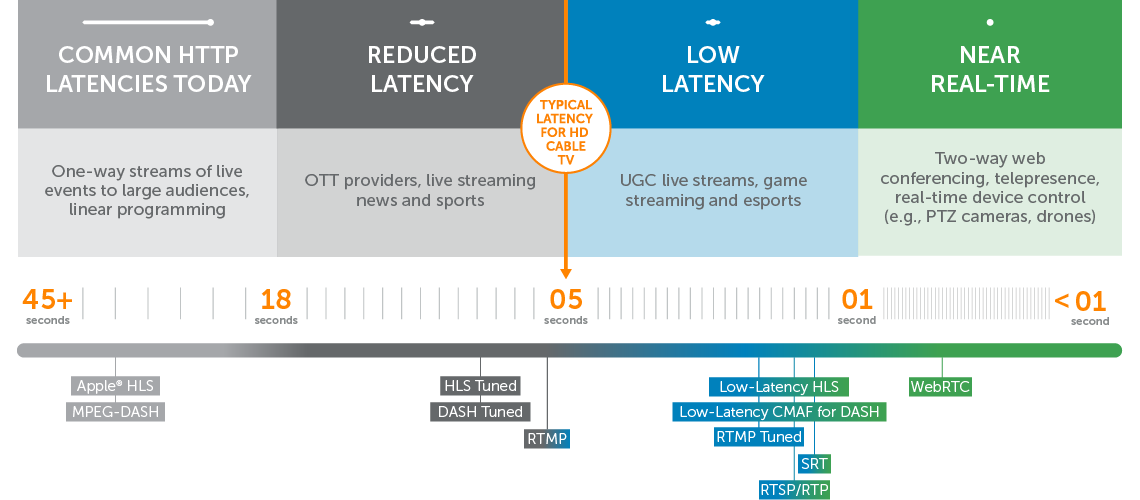 COMMON HTTP
LATENCIES TODAY
REDUCED
LATENCY
TYPICAL
LATENCY
FOR HD
CABLE
TV
LOW
LATENCY
NEAR
REAL-TIME
One-way streams of live
events to large audiences,
linear programming
OTT providers, live streaming
news and sports
UGC live streams, game
streaming and esports
Two-way web
conferencing, telepresence,
real-time device control
(e.g., PTZ cameras, drones)
45+
seconds
18
seconds
05
seconds
01
second
< 01
second
Apple® HLS
MPEG-DASH
HLS Tuned
DASH Tuned
RTMP
Low-Latency HLS
Low-Latency CMAF for DASH
RTMP Tuned
SRT
RTSP/RTP
WebRTC